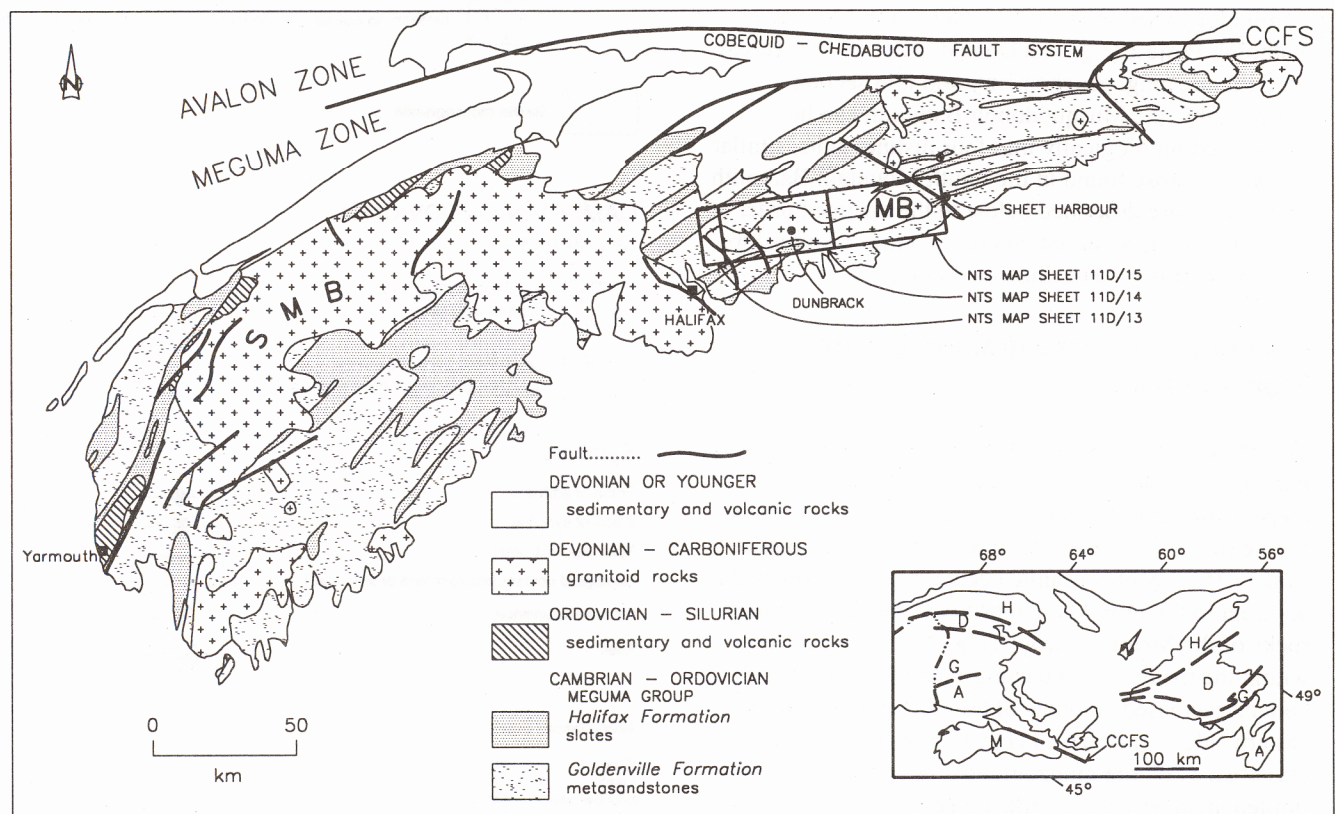 N
AVALON ZONE
MEGUMA ZONE
COBEQUID – CHEDABUCTO FAULT SYSTEM
CCFS
MB
SHEET HARBOUR
DUNBRACK
HALIFAX
NTS MAP SHEET 11D/15
NTS MAP SHEET 11D/14
NTS MAP SHEET 11D/13
S M B
Yarmouth
Fault..........
DEVONIAN OR YOUNGER
sedimentary and volcanic rocks
DEVONIAN – CARBONIFEROUS
granitoid rocks
ORDOVICIAN – SILURIAN
sedimentary and volcanic rocks
CAMBRIAN – ORDOVICIAN
MEGUMA GROUP
Halifax Formation
slates
Goldenville Formation
metasandstones
0 50
km
68° 64° 60° 56°
H
D
G
A
M
H
D
G
A
N
49°
CCFS
100 km
45°